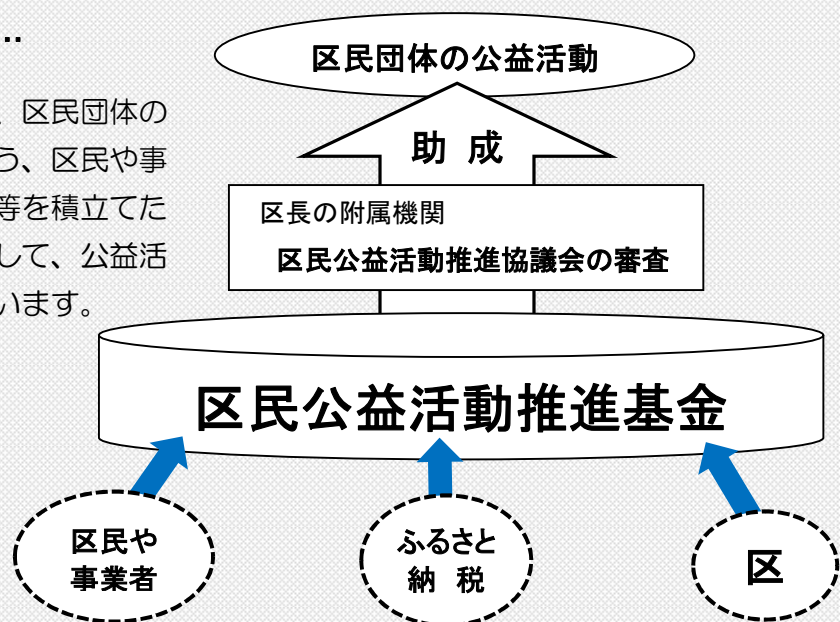 ..
区民団体の公益活動
、区民団体の
う、区民や事
等を積立てた
して、公益活
います。
助 成
区長の附属機関
区民公益活動推進協議会の審査
区民公益活動推進基金
区民や
事業者
ふるさと
納 税
区